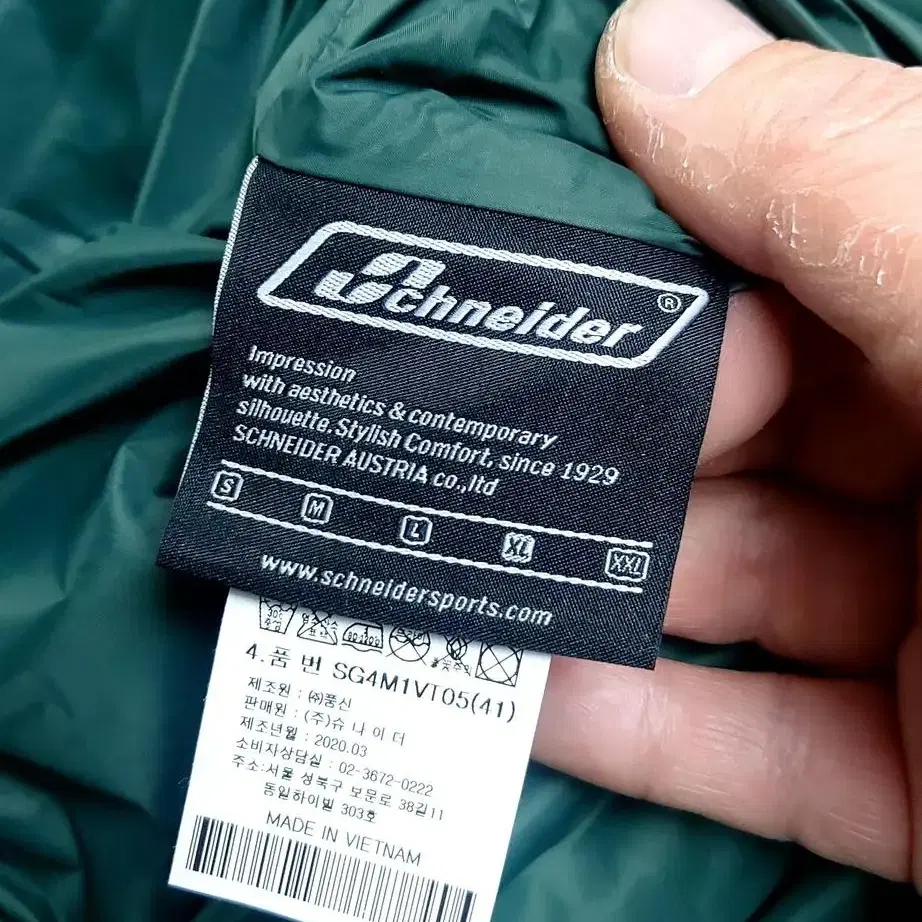 Schneider ®
Impression
with aesthetics & contemporary
silhouette. Stylish Comfort, since 1929
SCHNEIDER AUSTRIA co.,ltd
S M L XL XXL
www.schneidersports.com
4.품 번 SG4M1VT05(41)
제조원 : ㈜풍신
판매원 : (주)슈 나 이 더
제조년월 : 2020.03
소비자상담실 : 02-3672-0222
주소:서울 성북구 보문로 38길11
동일하이빌 303호
MADE IN VIETNAM